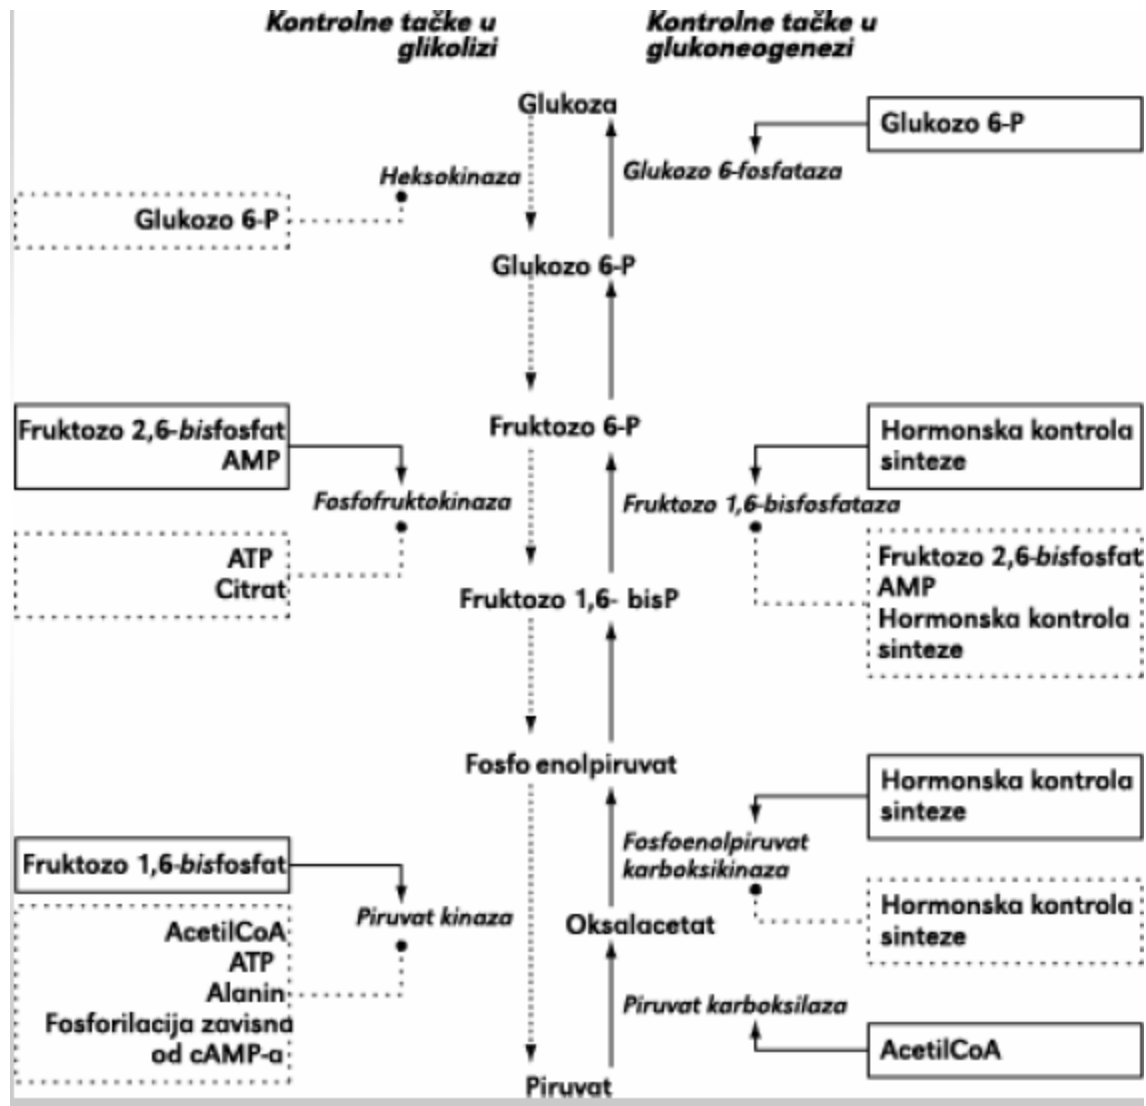 Kontrolne tačke u
glikolizi
Kontrolne tačke u
glukoneogenezi
Glukoza
Glukozo 6-P
Glukozo 6-fosfataza
Heksokinaza
Glukozo 6-P
Glukozo 6-P
Fruktozo 2,6-bisfosfat
AMP
Fruktozo 6-P
Hormonska kontrola
sinteze
Fosfofruktokinaza
Fruktozo 1,6-bisfosfataza
ATP
Citrat
Fruktozo 1,6- bisP
Fruktozo 2,6-bisfosfat
AMP
Hormonska kontrola
sinteze
Fosfo enolpiruvat
Hormonska kontrola
sinteze
Fosfoenolpiruvat
karboksikinaza
Fruktozo 1,6-bisfosfat
Piruvat kinaza
Oksalacetat
Hormonska kontrola
sinteze
AcetilCoA
ATP
Alanin
Fosforilacija zavisna
od cAMP-a
Piruvat karboksilaza
AcetilCoA
Piruvat